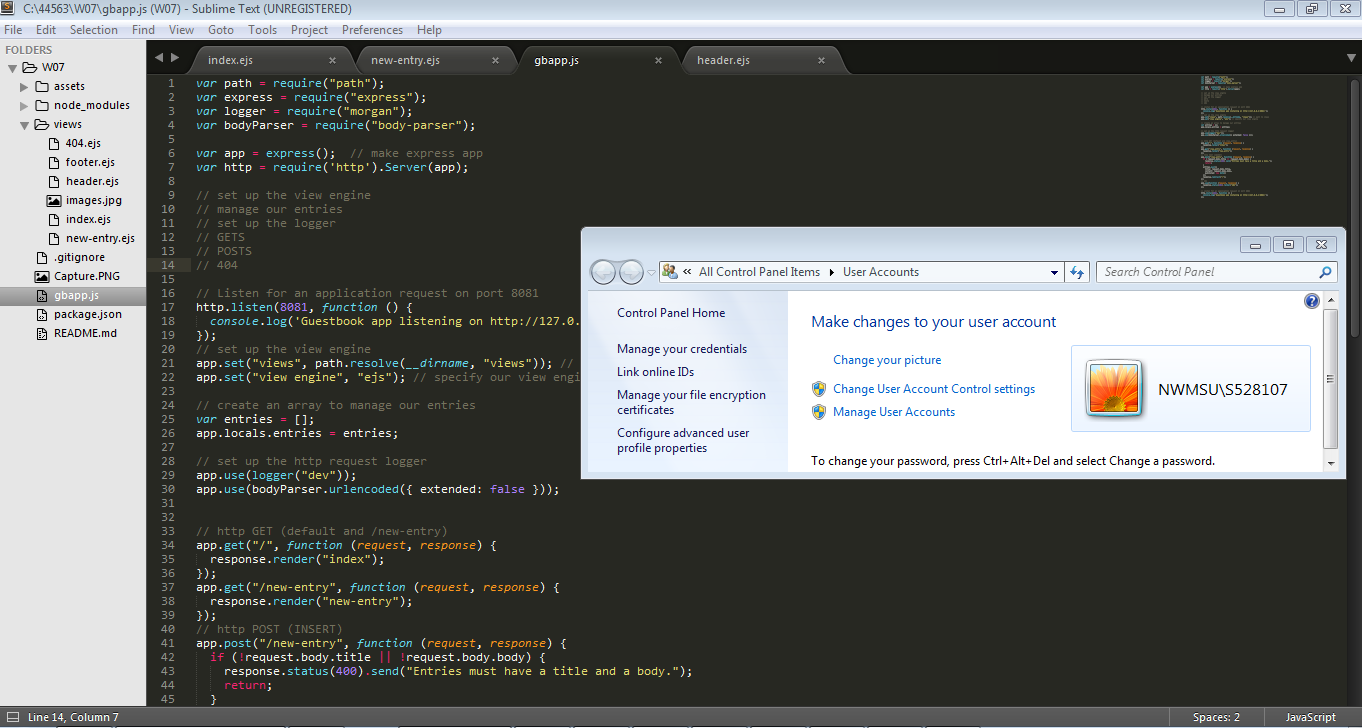 C:\44563\W07\gbapp.js (W07) - Sublime Text (UNREGISTERED)
File Edit Selection Find View Goto Tools Project Preferences Help
FOLDERS
W07
assets
node_modules
views
404.ejs
footer.ejs
header.ejs
images.jpg
index.ejs
new-entry.ejs
.gitignore
Capture.PNG
gbapp.js
package.json
README.md
index.ejs × new-entry.ejs × gbapp.js × header.ejs ×
1 var path = require("path");
2 var express = require("express");
3 var logger = require("morgan");
4 var bodyParser = require("body-parser");
5
6 var app = express();  // make express app
7 var http = require('http').Server(app);
8
9 // set up the view engine
10 // manage our entries
11 // set up the logger
12 // GETS
13 // POSTS
14 // 404
15
16 // Listen for an application request on port 8081
17 http.listen(8081, function () {
18   console.log('Guestbook app listening on http://127.0.
19 });
20 // set up the view engine
21 app.set("views", path.resolve(__dirname, "views")); //
22 app.set("view engine", "ejs"); // specify our view engi
23
24 // create an array to manage our entries
25 var entries = [];
26 app.locals.entries = entries;
27
28 // set up the http request logger
29 app.use(logger("dev"));
30 app.use(bodyParser.urlencoded({ extended: false }));
31
32
33 // http GET (default and /new-entry)
34 app.get("/", function (request, response) {
35   response.render("index");
36 });
37 app.get("/new-entry", function (request, response) {
38   response.render("new-entry");
39 });
40 // http POST (INSERT)
41 app.post("/new-entry", function (request, response) {
42   if (!request.body.title || !request.body.body) {
43     response.status(400).send("Entries must have a title and a body.");
44     return;
45   }
« All Control Panel Items User Accounts
Search Control Panel
Control Panel Home
Manage your credentials
Link online IDs
Manage your file encryption
certificates
Configure advanced user
profile properties
Make changes to your user account
Change your picture
Change User Account Control settings
Manage User Accounts
NWMSU\S528107
To change your password, press Ctrl+Alt+Del and select Change a password.
Line 14, Column 7
Spaces: 2
JavaScript